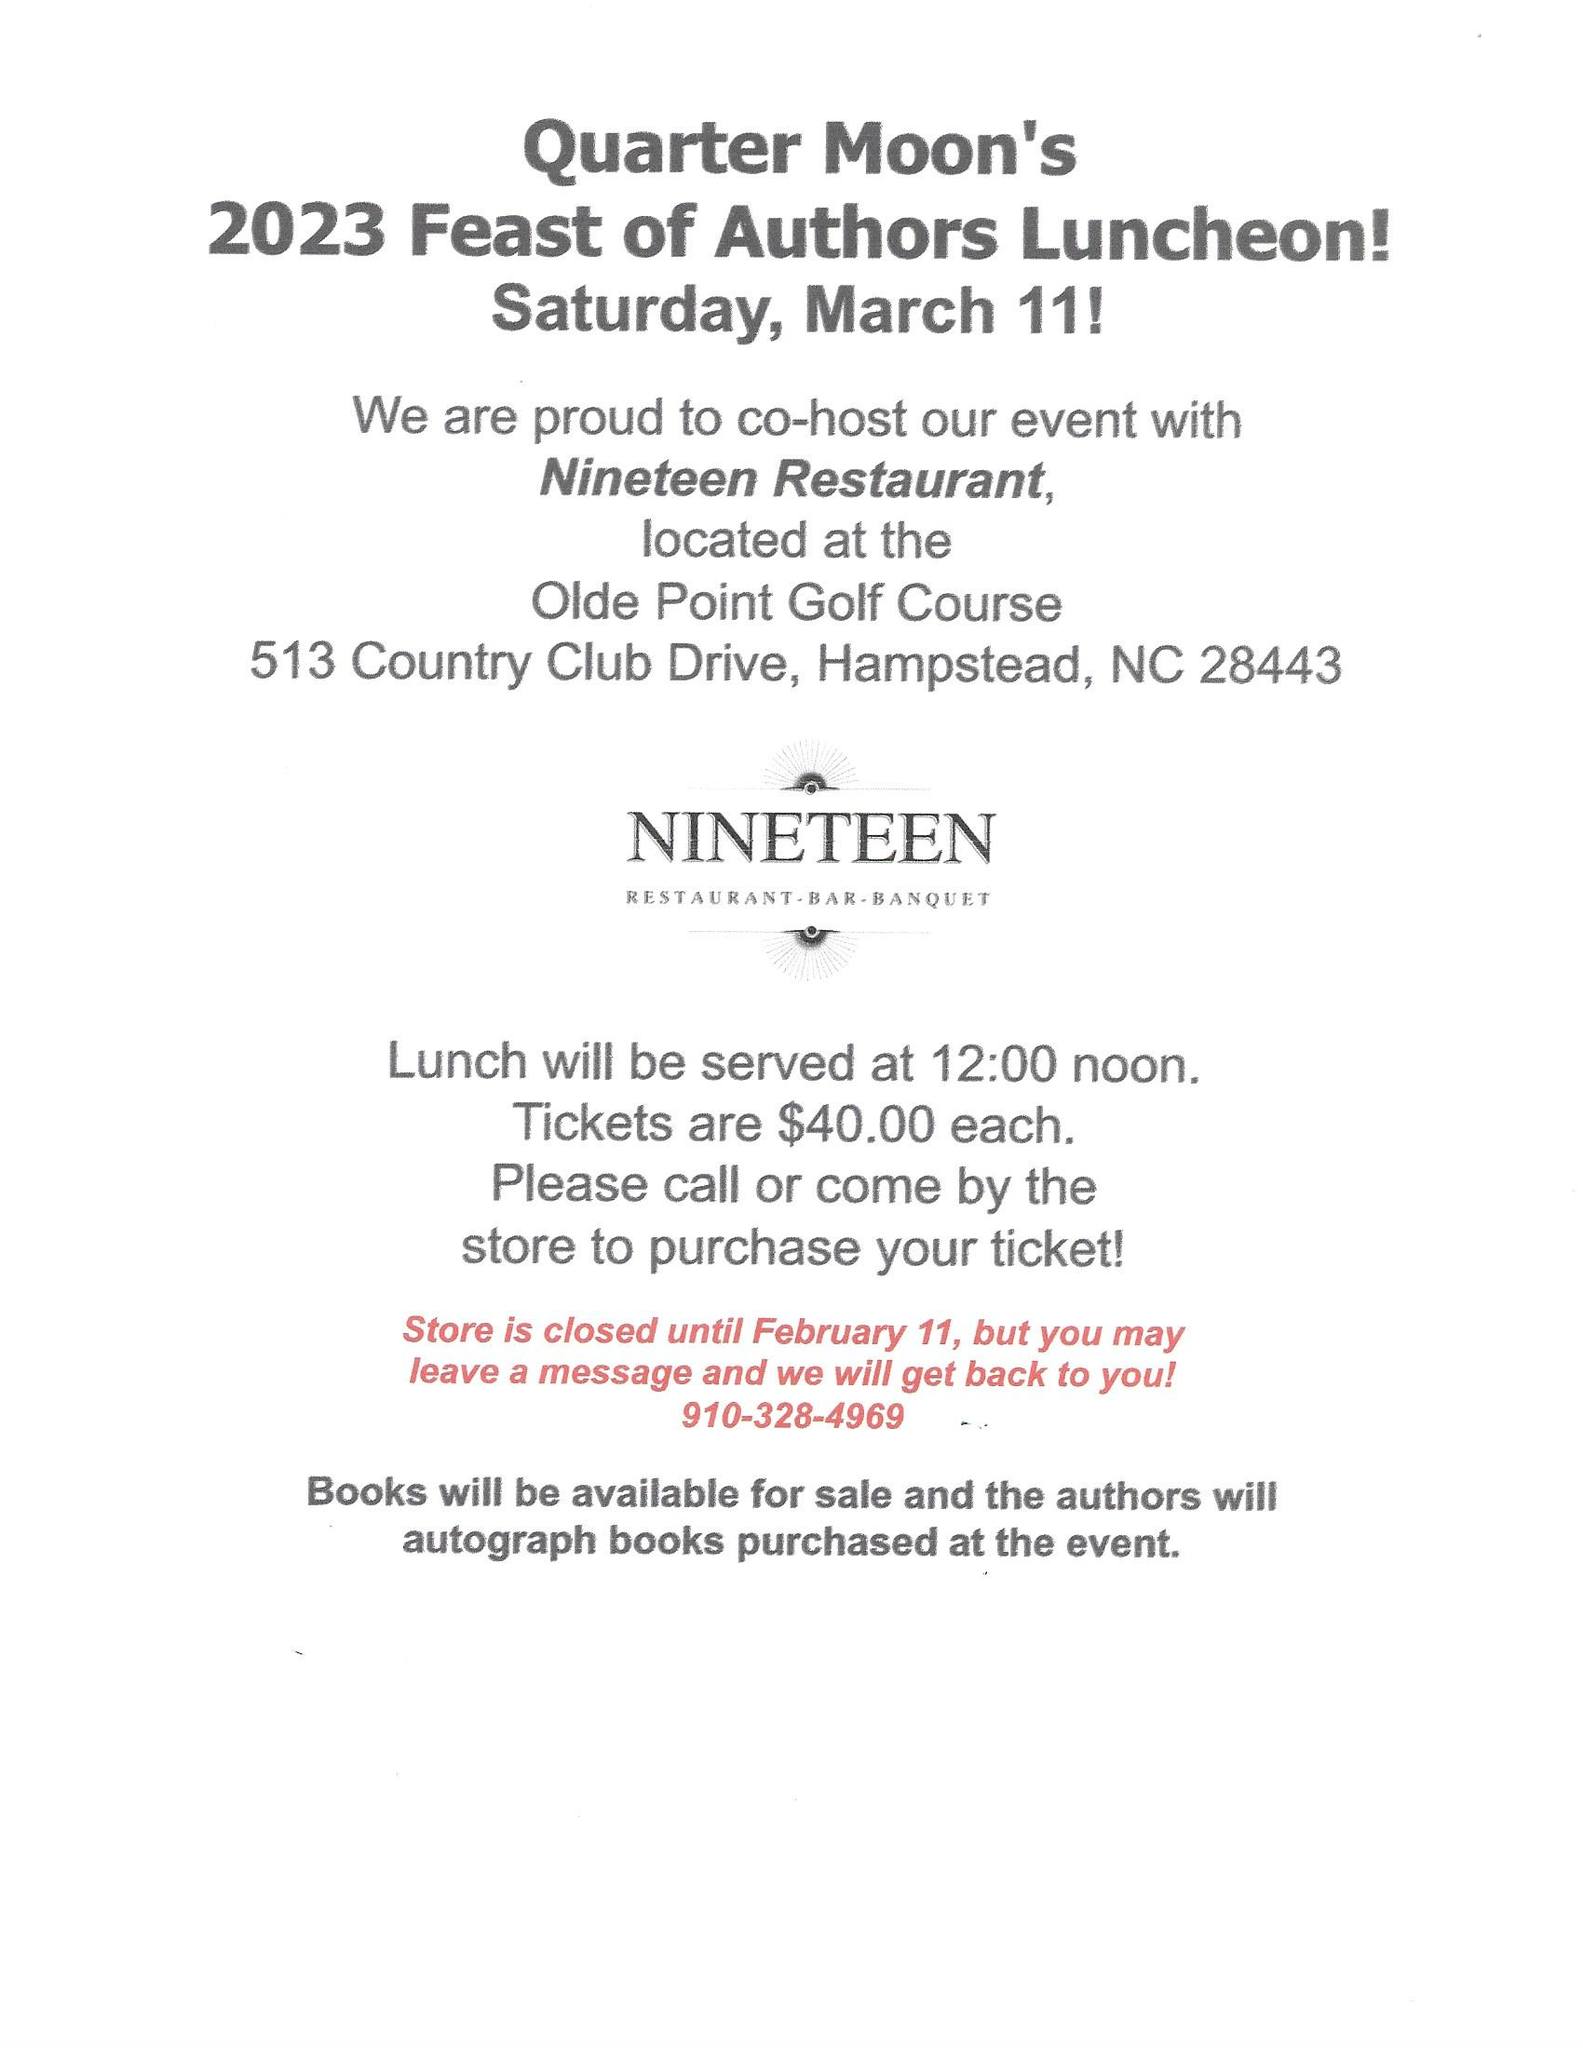 Quarter Moon's
2023 Feast of Authors Luncheon!
Saturday, March 11!
We are proud to co-host our event with
Nineteen Restaurant,
located at the
Olde Point Golf Course
513 Country Club Drive, Hampstead, NC 28443
NINETEEN
RESTAURANT-BAR-BANQUET
Lunch will be served at 12:00 noon.
Tickets are $40.00 each.
Please call or come by the
store to purchase your ticket!
Store is closed until February 11, but you may
leave a message and we will get back to you!
910-328-4969
Books will be available for sale and the authors will
autograph books purchased at the event.